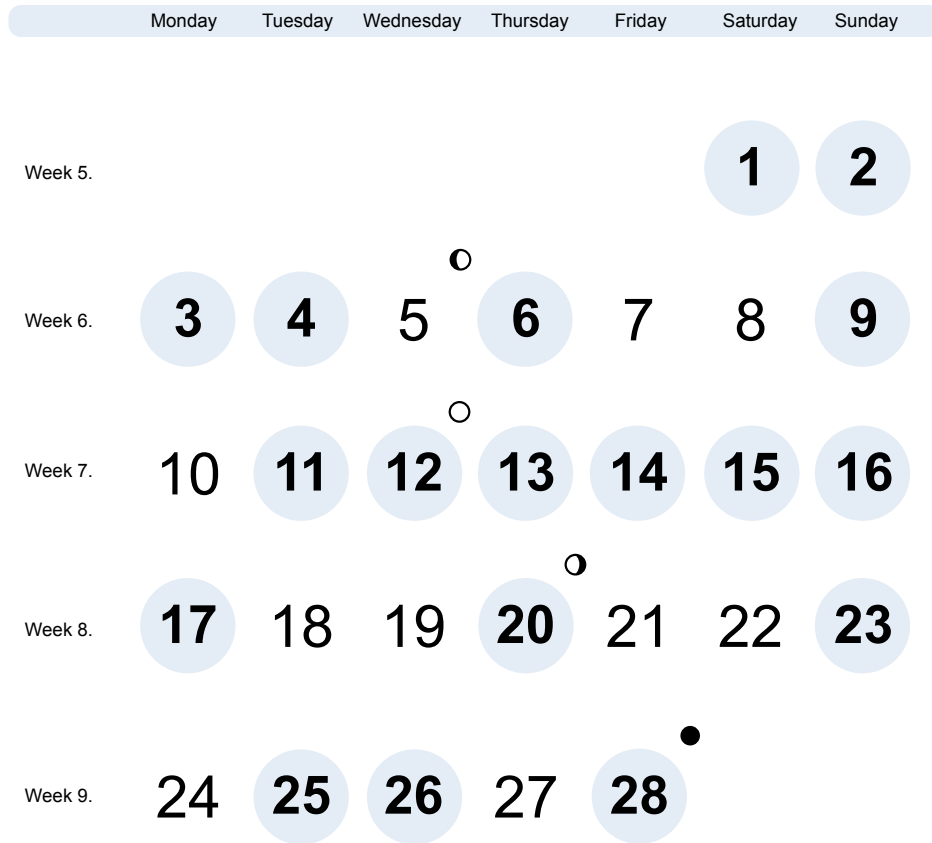 Monday Tuesday Wednesday Thursday Friday Saturday Sunday
Week 5. 1 2
Week 6. 3 4 5 6 7 8 9
Week 7. 10 11 12 13 14 15 16
Week 8. 17 18 19 20 21 22 23
Week 9. 24 25 26 27 28